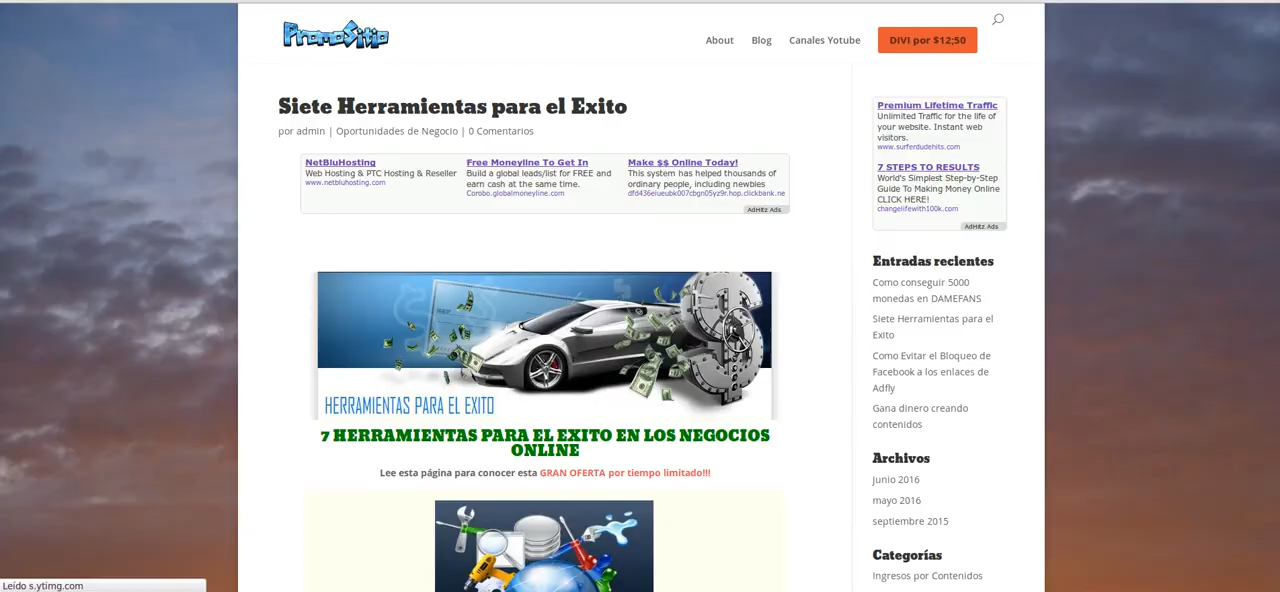 PromoSitio
About
Blog
Canales Yotube
DIVI por $12;50
Siete Herramientas para el Exito
por admin | Oportunidades de Negocio | 0 Comentarios
NetBluHosting
Web Hosting & PTC Hosting & Reseller
www.netbluhosting.com
Free Moneyline To Get In
Build a global leads/list for FREE and
earn cash at the same time.
Corobo.globalmoneyline.com
Make $$ Online Today!
This system has helped thousands of
ordinary people, including newbies
dfd436eiueubk007cbgn05yz9r.hop.clickbank.ne
AdHitz Ads
HERRAMIENTAS PARA EL EXITO
7 HERRAMIENTAS PARA EL EXITO EN LOS NEGOCIOS
ONLINE
Lee esta página para conocer esta GRAN OFERTA por tiempo limitado!!!
Premium Lifetime Traffic
Unlimited Traffic for the life of
your website. Instant web
visitors.
www.surferdudehits.com
7 STEPS TO RESULTS
World's Simplest Step-by-Step
Guide To Making Money Online
CLICK HERE!
changelifewith100k.com
AdHitz Ads
Entradas recientes
Como conseguir 5000
monedas en DAMEFANS
Siete Herramientas para el
Exito
Como Evitar el Bloqueo de
Facebook a los enlaces de
Adfly
Gana dinero creando
contenidos
Archivos
junio 2016
mayo 2016
septiembre 2015
Categorías
Ingresos por Contenidos
Leído s.ytimg.com